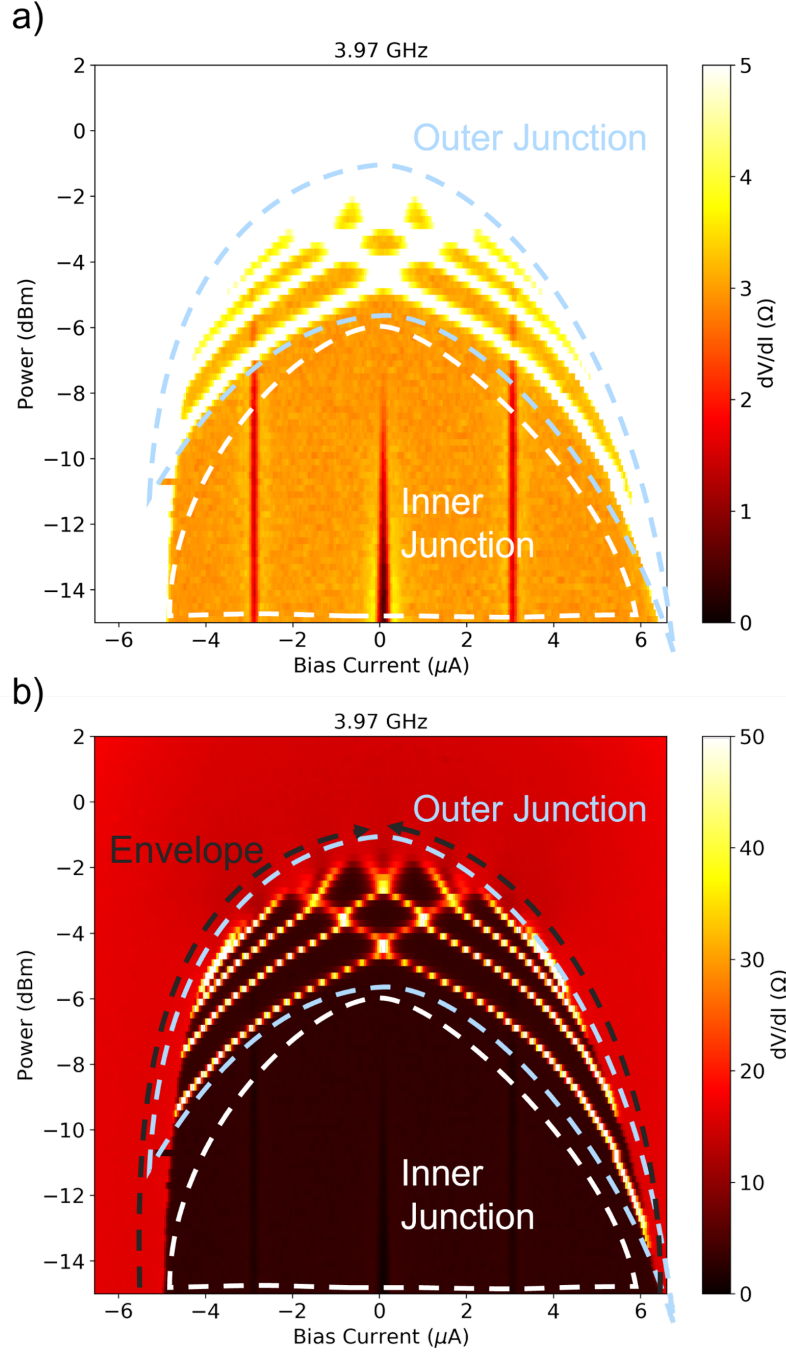 a)
3.97 GHz
Outer Junction
Inner
Junction
2
0
−2
−4
−6
−8
−10
−12
−14
Power (dBm)
−6 −4 −2 0 2 4 6
Bias Current (μA)
5
4
3
2
1
0
dV/dI (Ω)
b)
3.97 GHz
Outer Junction
Envelope
Inner
Junction
2
0
−2
−4
−6
−8
−10
−12
−14
Power (dBm)
−6 −4 −2 0 2 4 6
Bias Current (μA)
50
40
30
20
10
0
dV/dI (Ω)